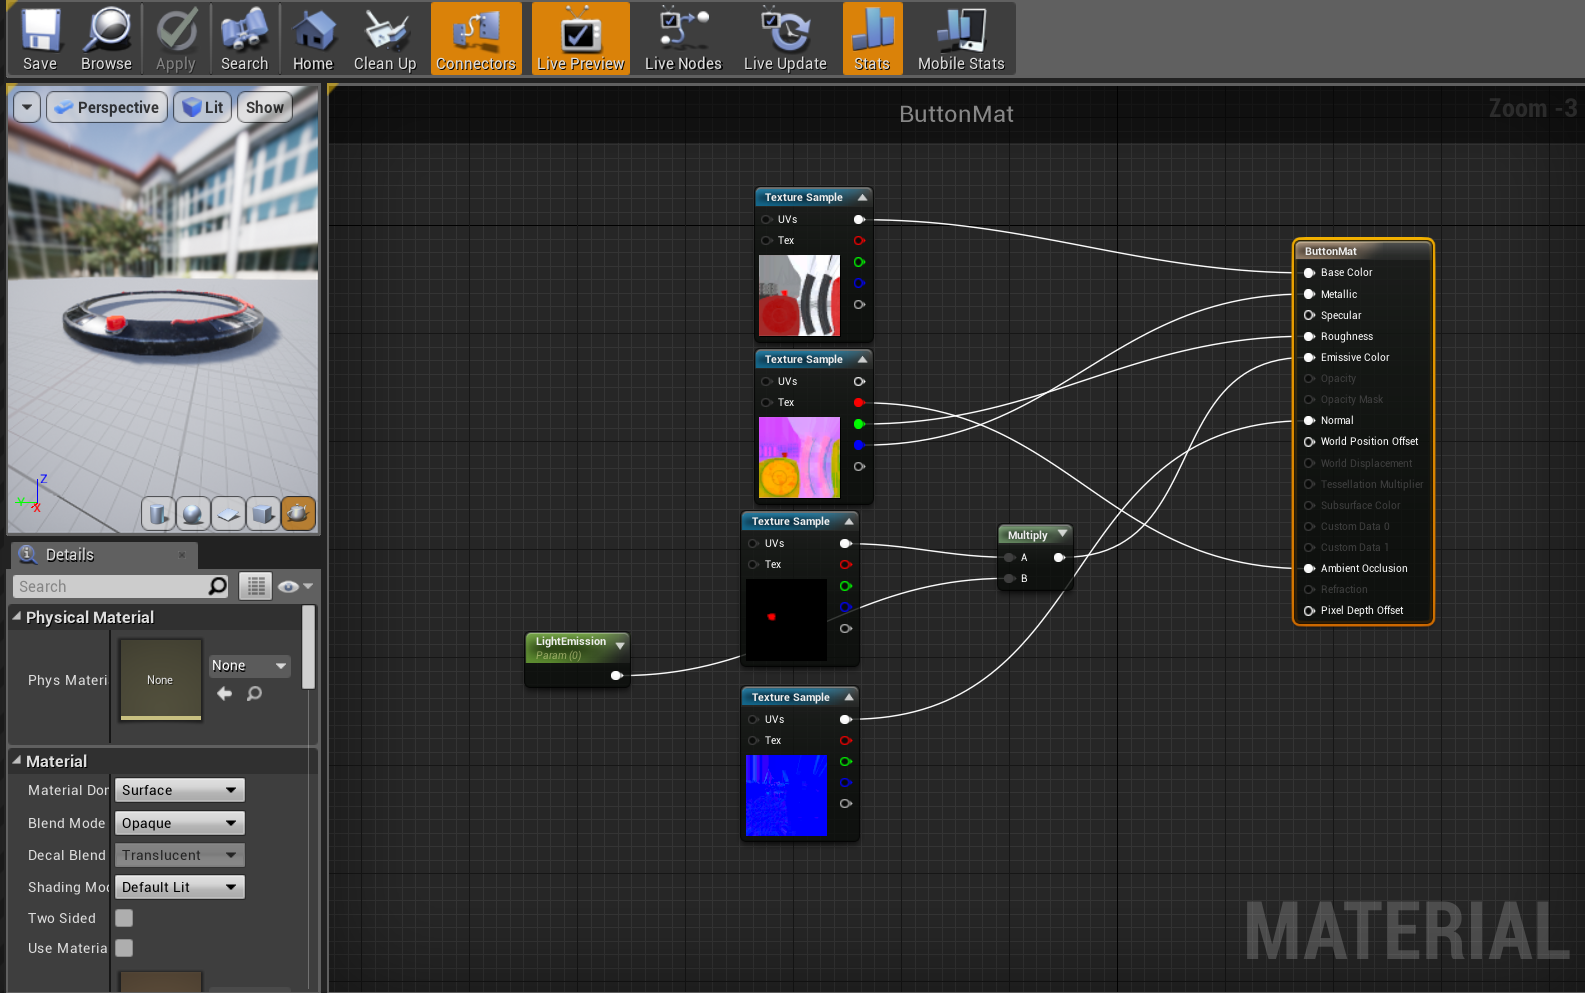 Save
Browse
Apply
Search
Home
Clean Up
Connectors
Live Preview
Live Nodes
Live Update
Stats
Mobile Stats
Perspective
Lit
Show
ButtonMat
Zoom -3
Z
Y
X
Details
Search
Physical Material
Phys Materi
None
None
Material
Material Dor
Surface
Blend Mode
Opaque
Decal Blend
Translucent
Shading Mod
Default Lit
Two Sided
Use Materia
Texture Sample
UVs
Tex
Texture Sample
UVs
Tex
Texture Sample
UVs
Tex
LightEmission
Param (0)
Texture Sample
UVs
Tex
Multiply
A
B
ButtonMat
Base Color
Metallic
Specular
Roughness
Emissive Color
Opacity
Opacity Mask
Normal
World Position Offset
World Displacement
Tessellation Multiplier
Subsurface Color
Custom Data 0
Custom Data 1
Ambient Occlusion
Refraction
Pixel Depth Offset
MATERIAL